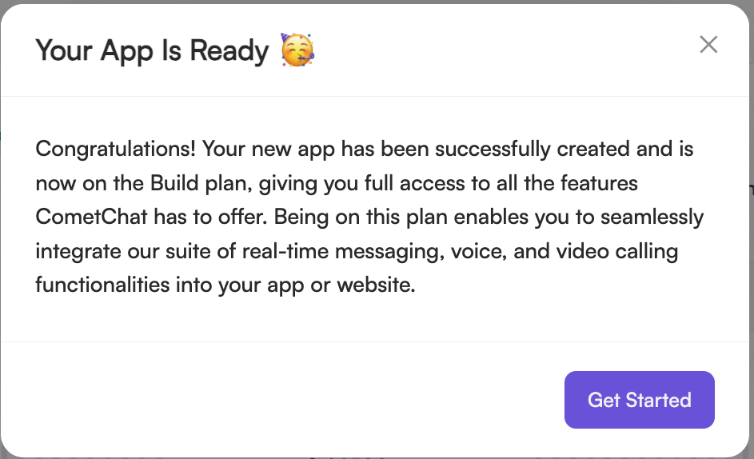 Your App Is Ready 🥳
Congratulations! Your new app has been successfully created and is
now on the Build plan, giving you full access to all the features
CometChat has to offer. Being on this plan enables you to seamlessly
integrate our suite of real-time messaging, voice, and video calling
functionalities into your app or website.
Get Started